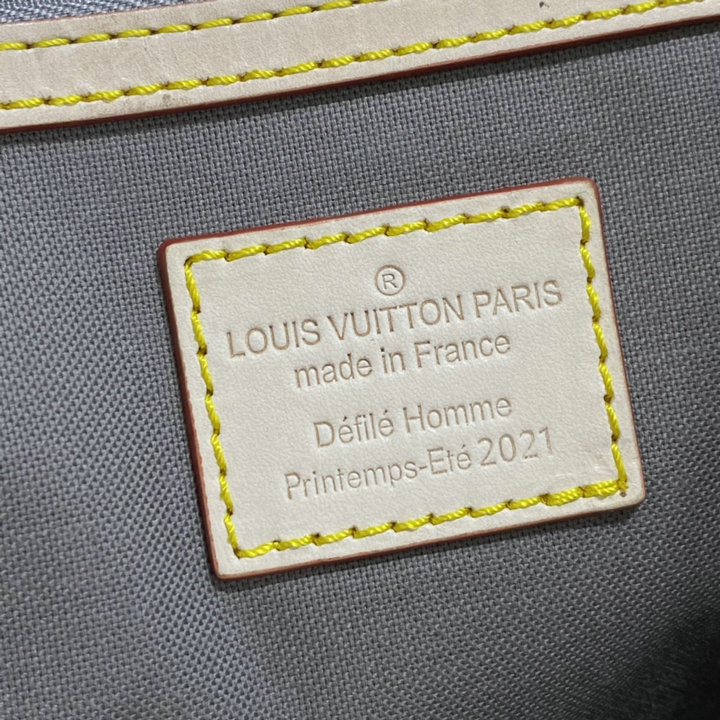 ®
LOUIS VUITTON PARIS
made in France
Défilé Homme
Printemps-Eté 2021